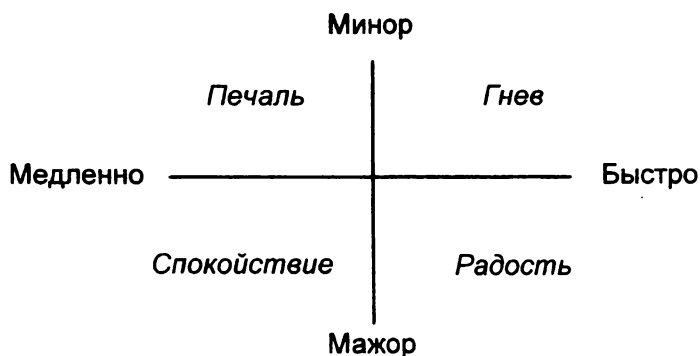 Минор
Печаль
Гнев
Медленно
Быстро
Спокойствие
Радость
Мажор